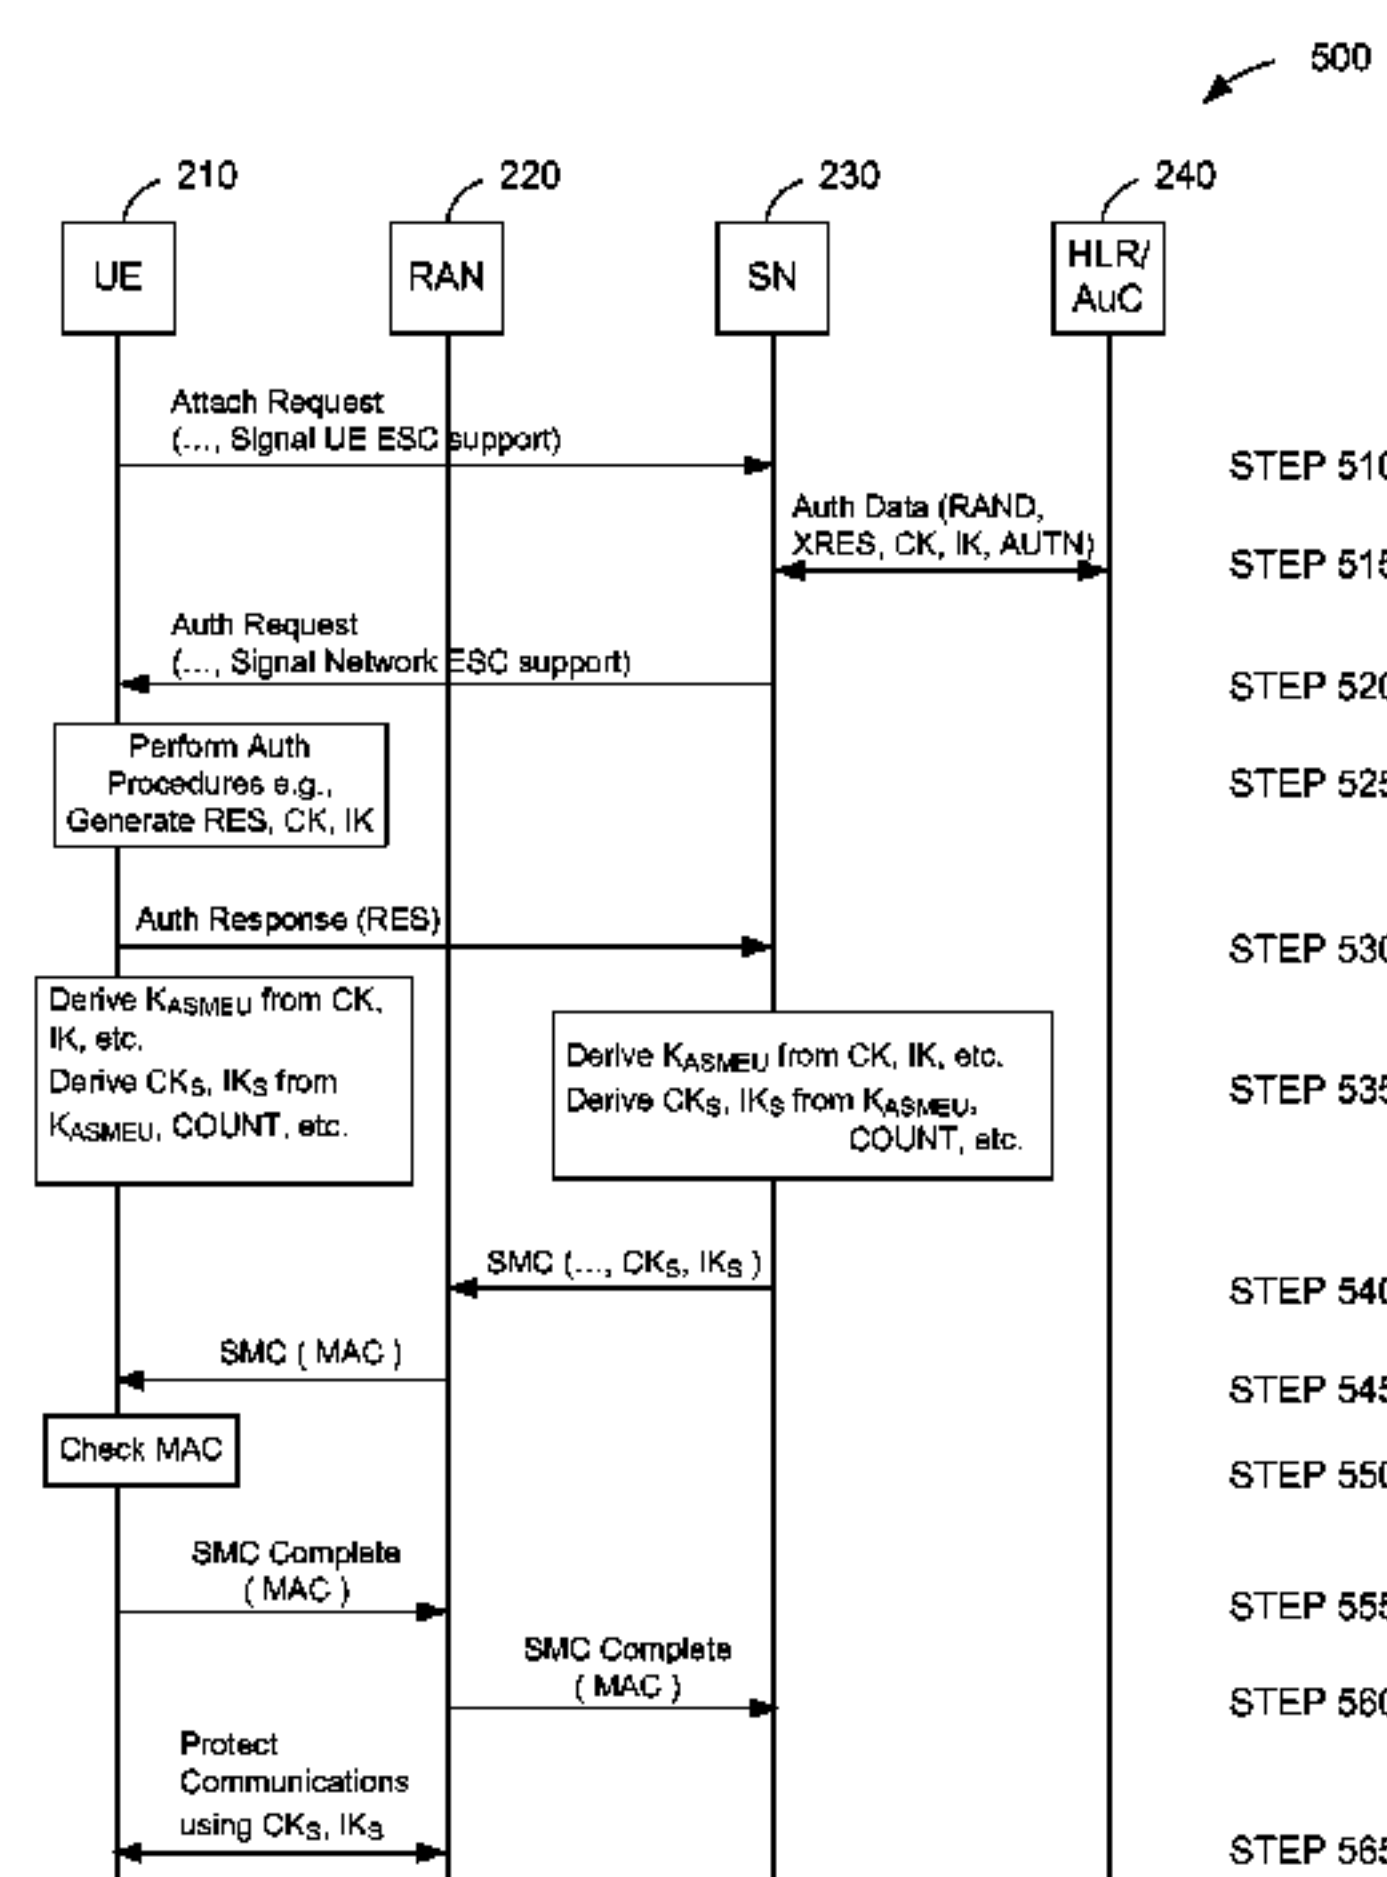 500
210
220
230
240
UE
RAN
SN
HLR/
AuC
Attach Request
(..., Signal UE ESC support)
STEP 510
Auth Data (RAND,
XRES, CK, IK, AUTN)
STEP 515
Auth Request
(..., Signal Network ESC support)
STEP 520
Perform Auth
Procedures e.g.,
Generate RES, CK, IK
STEP 525
Auth Response (RES)
STEP 530
Derive KASMEU from CK,
IK, etc.
Derive CKS, IKS from
KASMEU, COUNT, etc.
Derive KASMEU from CK, IK, etc.
Derive CKS, IKS from KASMEU,
COUNT, etc.
STEP 535
SMC (..., CKS, IKS )
STEP 540
SMC ( MAC )
STEP 545
Check MAC
STEP 550
SMC Complete
( MAC )
STEP 555
SMC Complete
( MAC )
STEP 560
Protect
Communications
using CKS, IKS
STEP 565